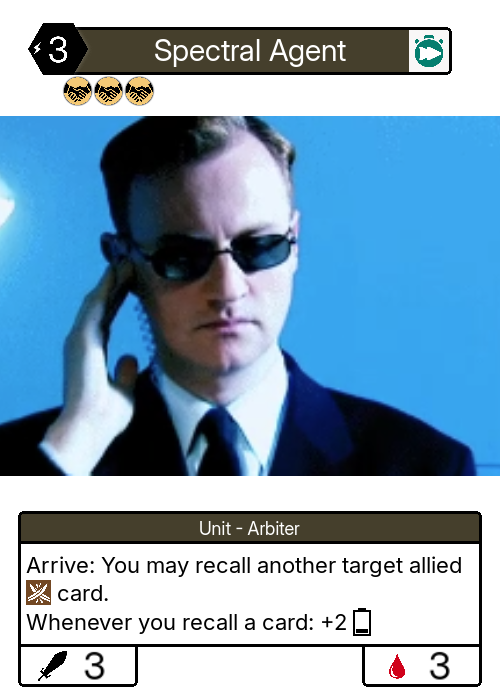 3 Spectral Agent
Unit - Arbiter
Arrive: You may recall another target allied
card.
Whenever you recall a card: +2
3 3